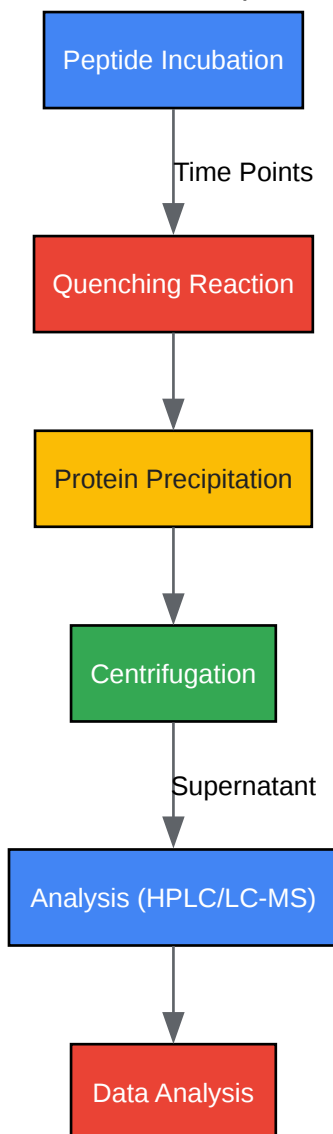 Peptide Incubation
Time Points
Quenching Reaction
Protein Precipitation
Centrifugation
Supernatant
Analysis (HPLC/LC-MS)
Data Analysis